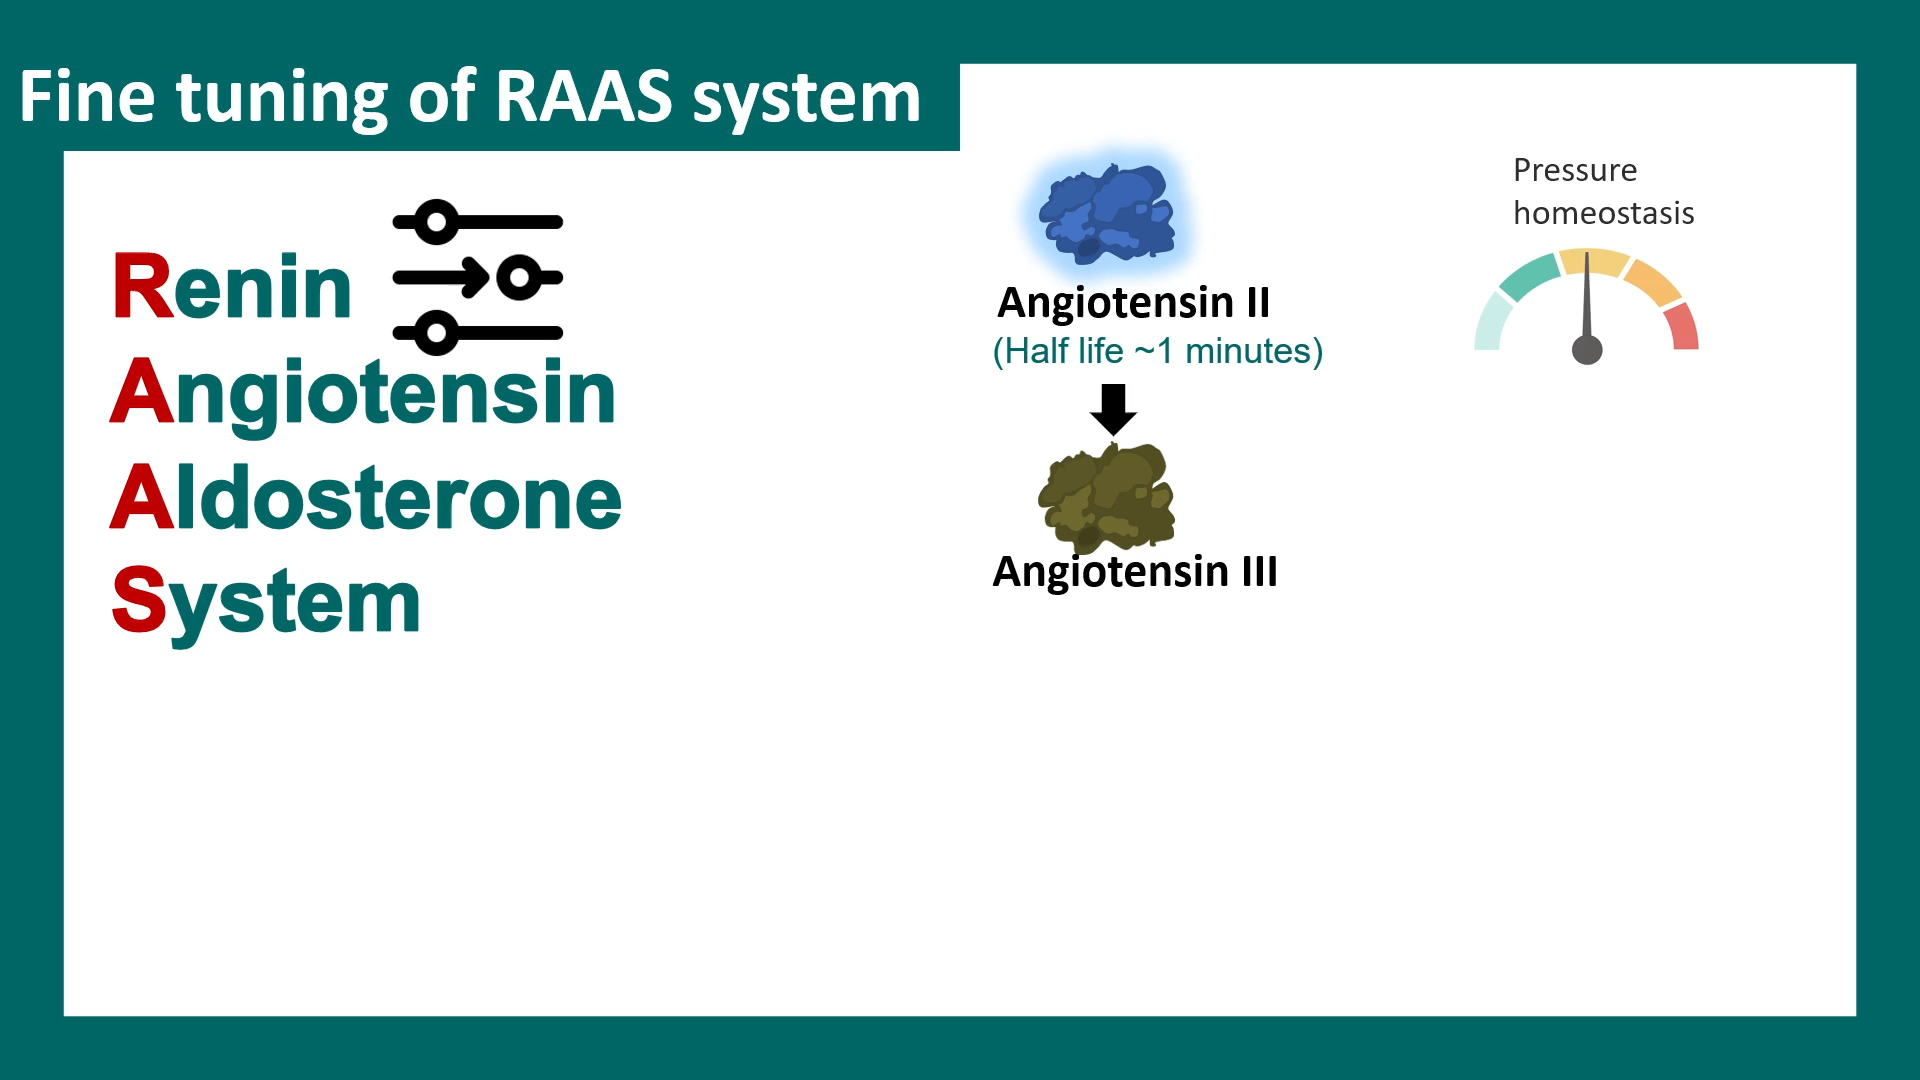 Fine tuning of RAAS system
Renin
Angiotensin
Aldosterone
System
Angiotensin II
(Half life ~1 minutes)
Angiotensin III
Pressure
homeostasis